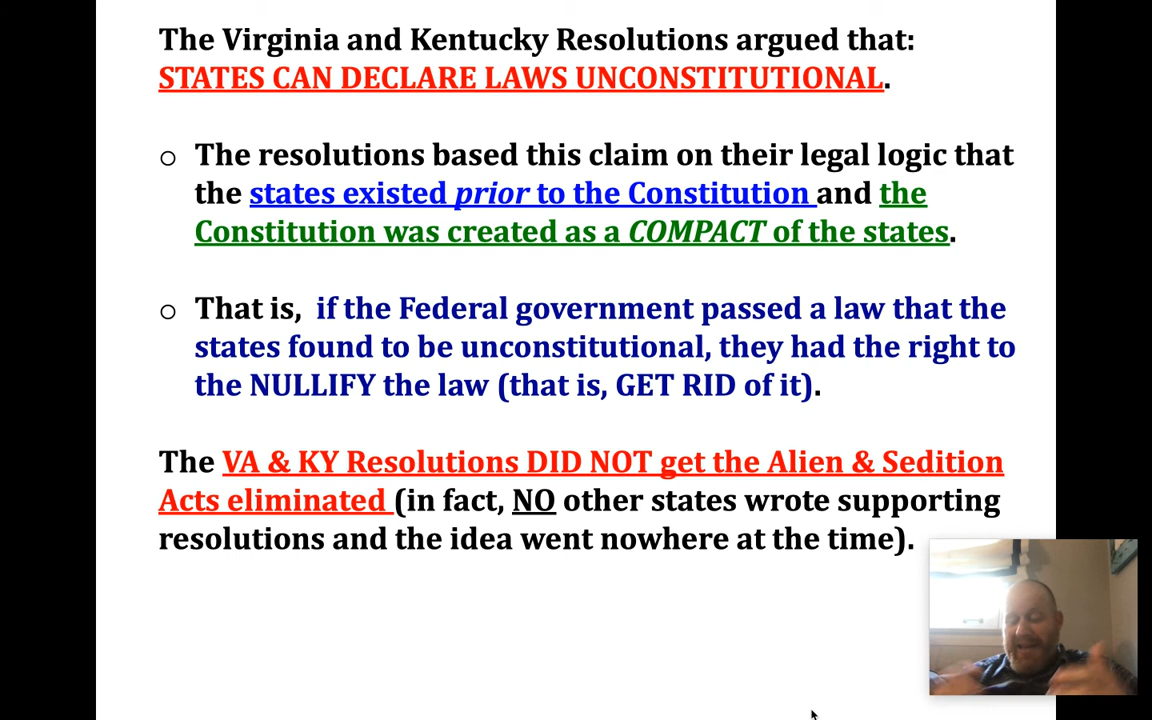 The Virginia and Kentucky Resolutions argued that:
STATES CAN DECLARE LAWS UNCONSTITUTIONAL.
o The resolutions based this claim on their legal logic that
the states existed prior to the Constitution and the
Constitution was created as a COMPACT of the states.
o That is, if the Federal government passed a law that the
states found to be unconstitutional, they had the right to
the NULLIFY the law (that is, GET RID of it).
The VA & KY Resolutions DID NOT get the Alien & Sedition
Acts eliminated (in fact, NO other states wrote supporting
resolutions and the idea went nowhere at the time).